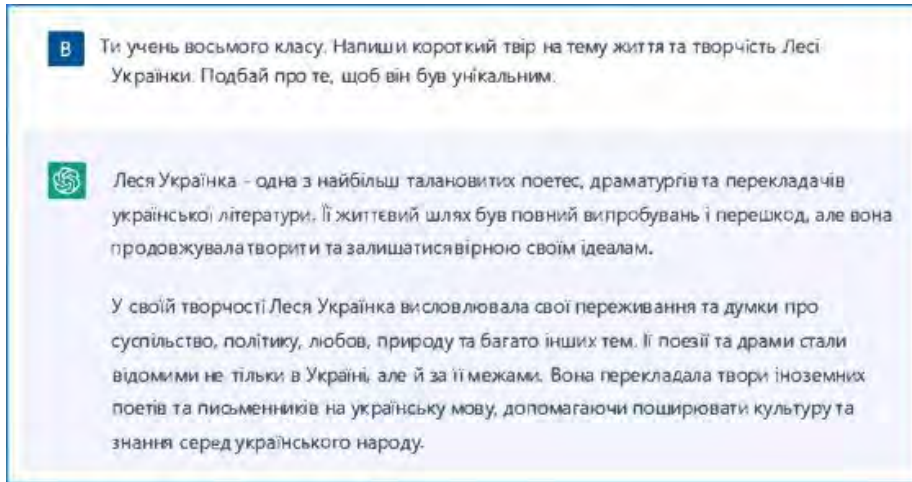 В
Ти учень восьмого класу. Напиши короткий твір на тему життя та творчість Лесі
Українки. Подбай про те, щоб він був унікальним.
Леся Українка - одна з найбільш талановитих поетес, драматургів та перекладачів
української літератури. Її життєвий шлях був повний випробувань і перешкод, але вона
продовжувала творити та залишатися вірною своїм ідеалам.
У своїй творчості Леся Українка висловлювала свої переживання та думки про
суспільство, політику, любов, природу та багато інших тем. Її поезії та драми стали
відомими не тільки в Україні, але й за її межами. Вона перекладала твори іноземних
поетів та письменників на українську мову, допомагаючи поширювати культуру та
знання серед українського народу.